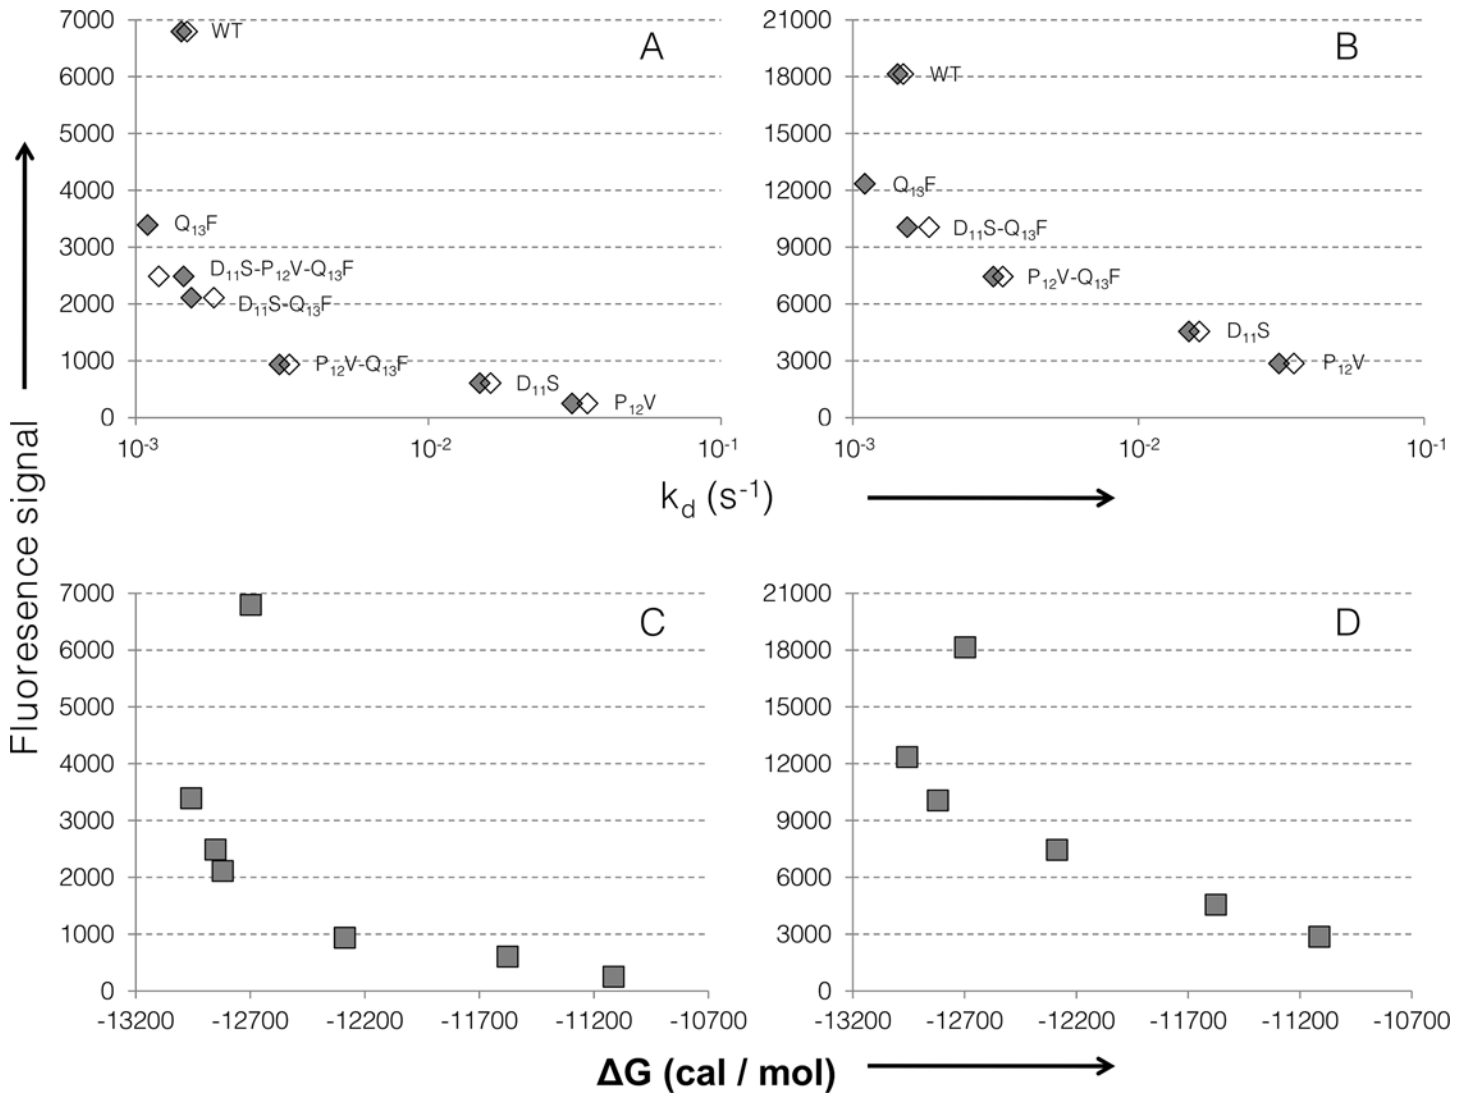 Fluoresence signal
7000
6000
5000
4000
3000
2000
1000
0
A
WT
Q₁₃F
D₁₁S-P₁₂V-Q₁₃F
D₁₁S-Q₁₃F
P₁₂V-Q₁₃F
D₁₁S
P₁₂V
10⁻³ 10⁻² 10⁻¹
21000
18000
15000
12000
9000
6000
3000
0
B
WT
Q₁₃F
D₁₁S-Q₁₃F
P₁₂V-Q₁₃F
D₁₁S
P₁₂V
10⁻³ 10⁻² 10⁻¹
k_d (s⁻¹)
7000
6000
5000
4000
3000
2000
1000
0
C
-13200 -12700 -12200 -11700 -11200 -10700
21000
18000
15000
12000
9000
6000
3000
0
D
-13200 -12700 -12200 -11700 -11200 -10700
ΔG (cal / mol)